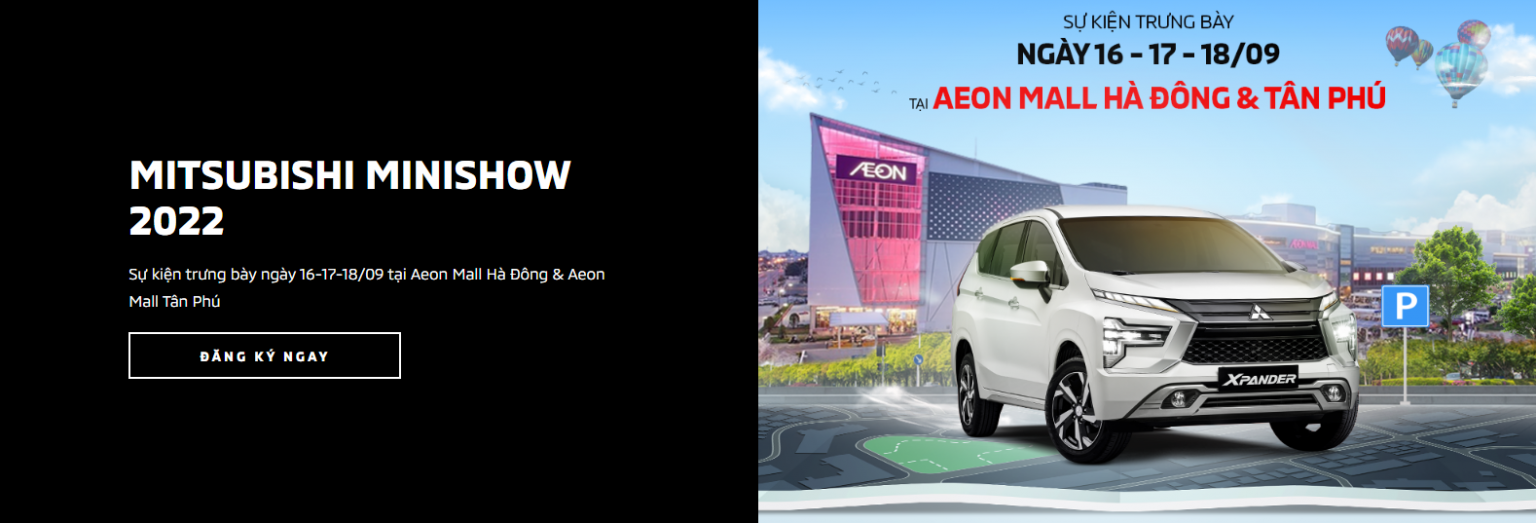 MITSUBISHI MINISHOW
2022
Sự kiện trưng bày ngày 16-17-18/09 tại Aeon Mall Hà Đông & Aeon
Mall Tân Phú
ĐĂNG KÝ NGAY
SỰ KIỆN TRƯNG BÀY
NGÀY 16 - 17 - 18/09
TẠI AEON MALL HÀ ĐÔNG & TÂN PHÚ
ÆON
P
XPANDER